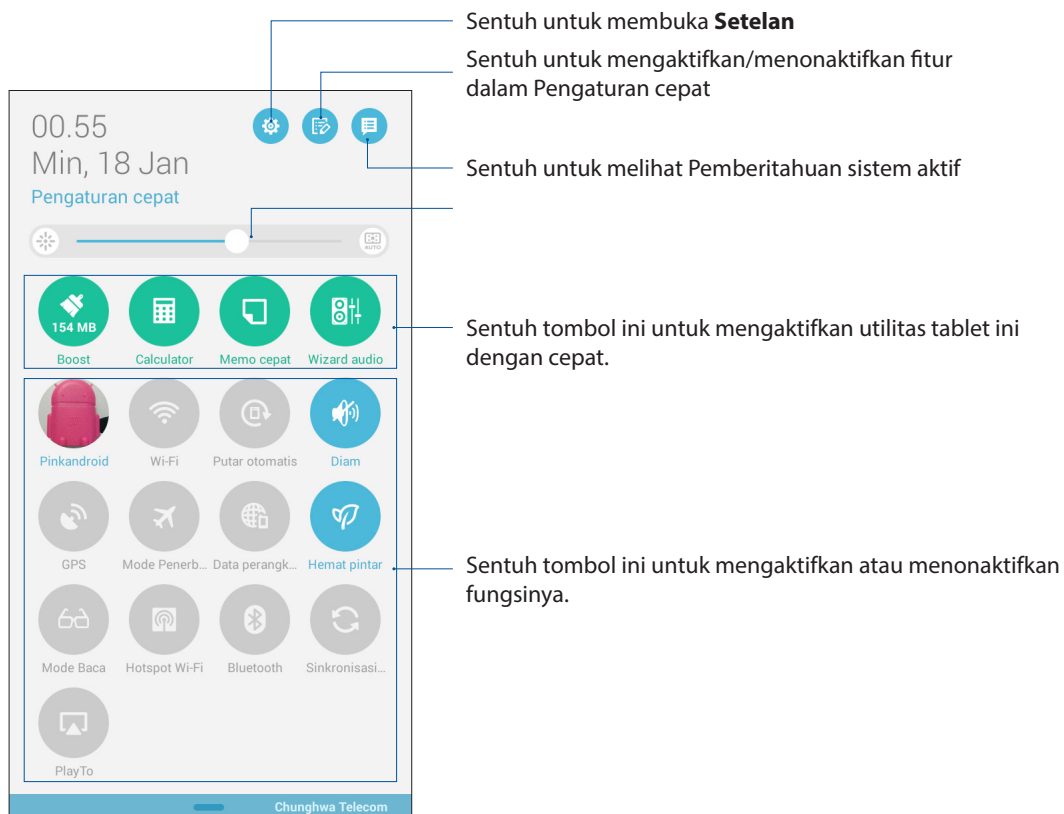 Sentuh untuk membuka Setelan
Sentuh untuk mengaktifkan/menonaktifkan fitur
dalam Pengaturan cepat
Sentuh untuk melihat Pemberitahuan sistem aktif
Sentuh tombol ini untuk mengaktifkan utilitas tablet ini
dengan cepat.
Sentuh tombol ini untuk mengaktifkan atau menonaktifkan
fungsinya.
00.55
Min, 18 Jan
Pengaturan cepat
AUTO
154 MB
Boost Calculator Memo cepat Wizard audio
Pinkandroid Wi-Fi Putar otomatis Diam
GPS Mode Penerb... Data perangk... Hemat pintar
Mode Baca Hotspot Wi-Fi Bluetooth Sinkronisasi...
PlayTo
Chunghwa Telecom